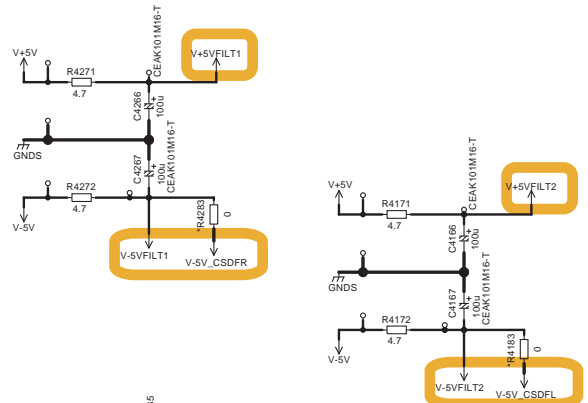 CEAK101M16-T
V+5V
V+5VFILT1
R4271
4.7
C4266
100u
+
GNDS
C4267
100u
+
CEAK101M16-T
R4272
4.7
V-5V
*R4283
0
V-5VFILT1
V-5V_CSDFR
CEAK101M16-T
V+5V
V+5VFILT2
R4171
4.7
C4166
100u
+
GNDS
C4167
100u
+
CEAK101M16-T
R4172
4.7
V-5V
*R4183
0
V-5VFILT2
V-5V_CSDFL